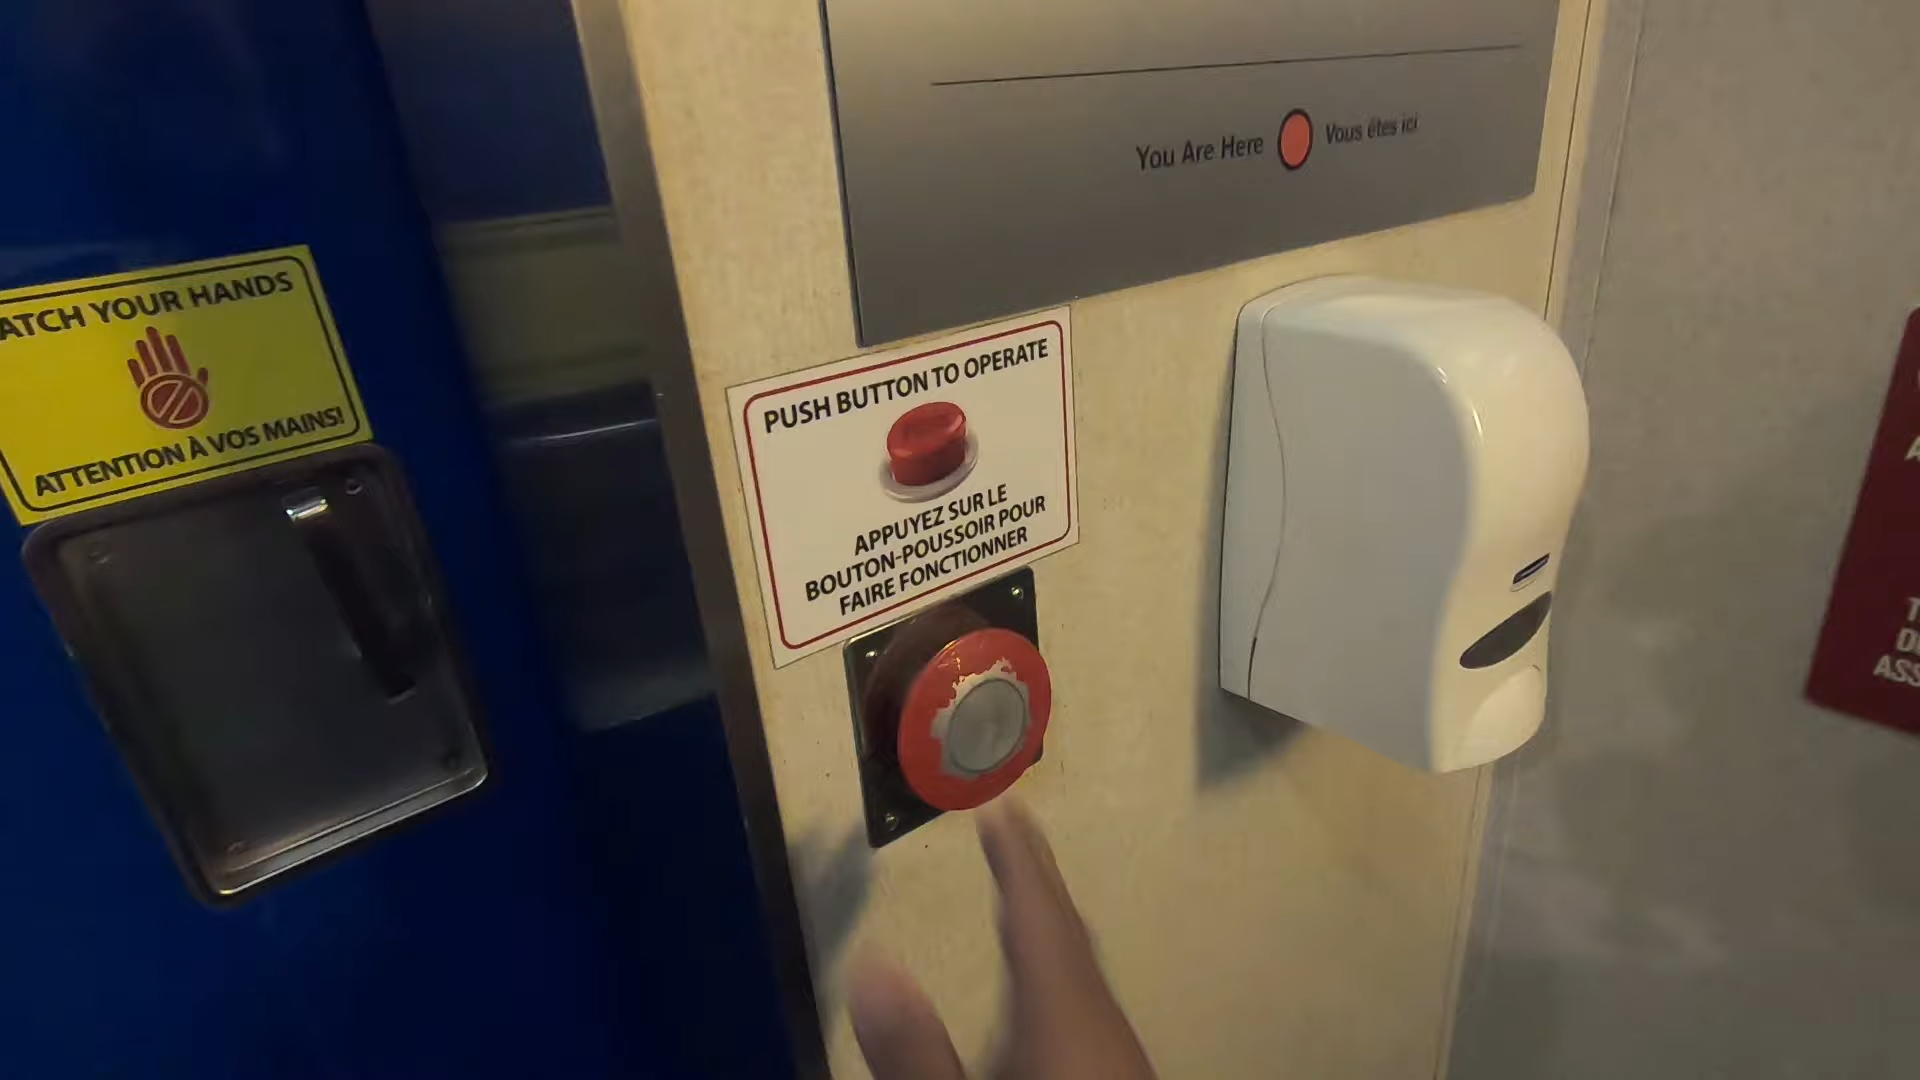 You Are Here Vous êtes ici
WATCH YOUR HANDS
ATTENTION À VOS MAINS!
PUSH BUTTON TO OPERATE
APPUYEZ SUR LE
BOUTON-POUSSOIR POUR
FAIRE FONCTIONNER